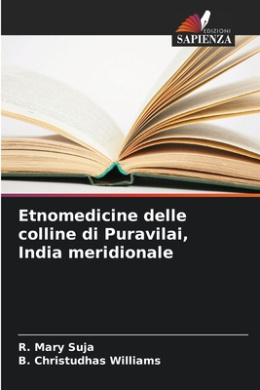 EDIZIONI
SAPIENZA
Etnomedicine delle
colline di Puravilai,
India meridionale
R. Mary Suja
B. Christudhas Williams